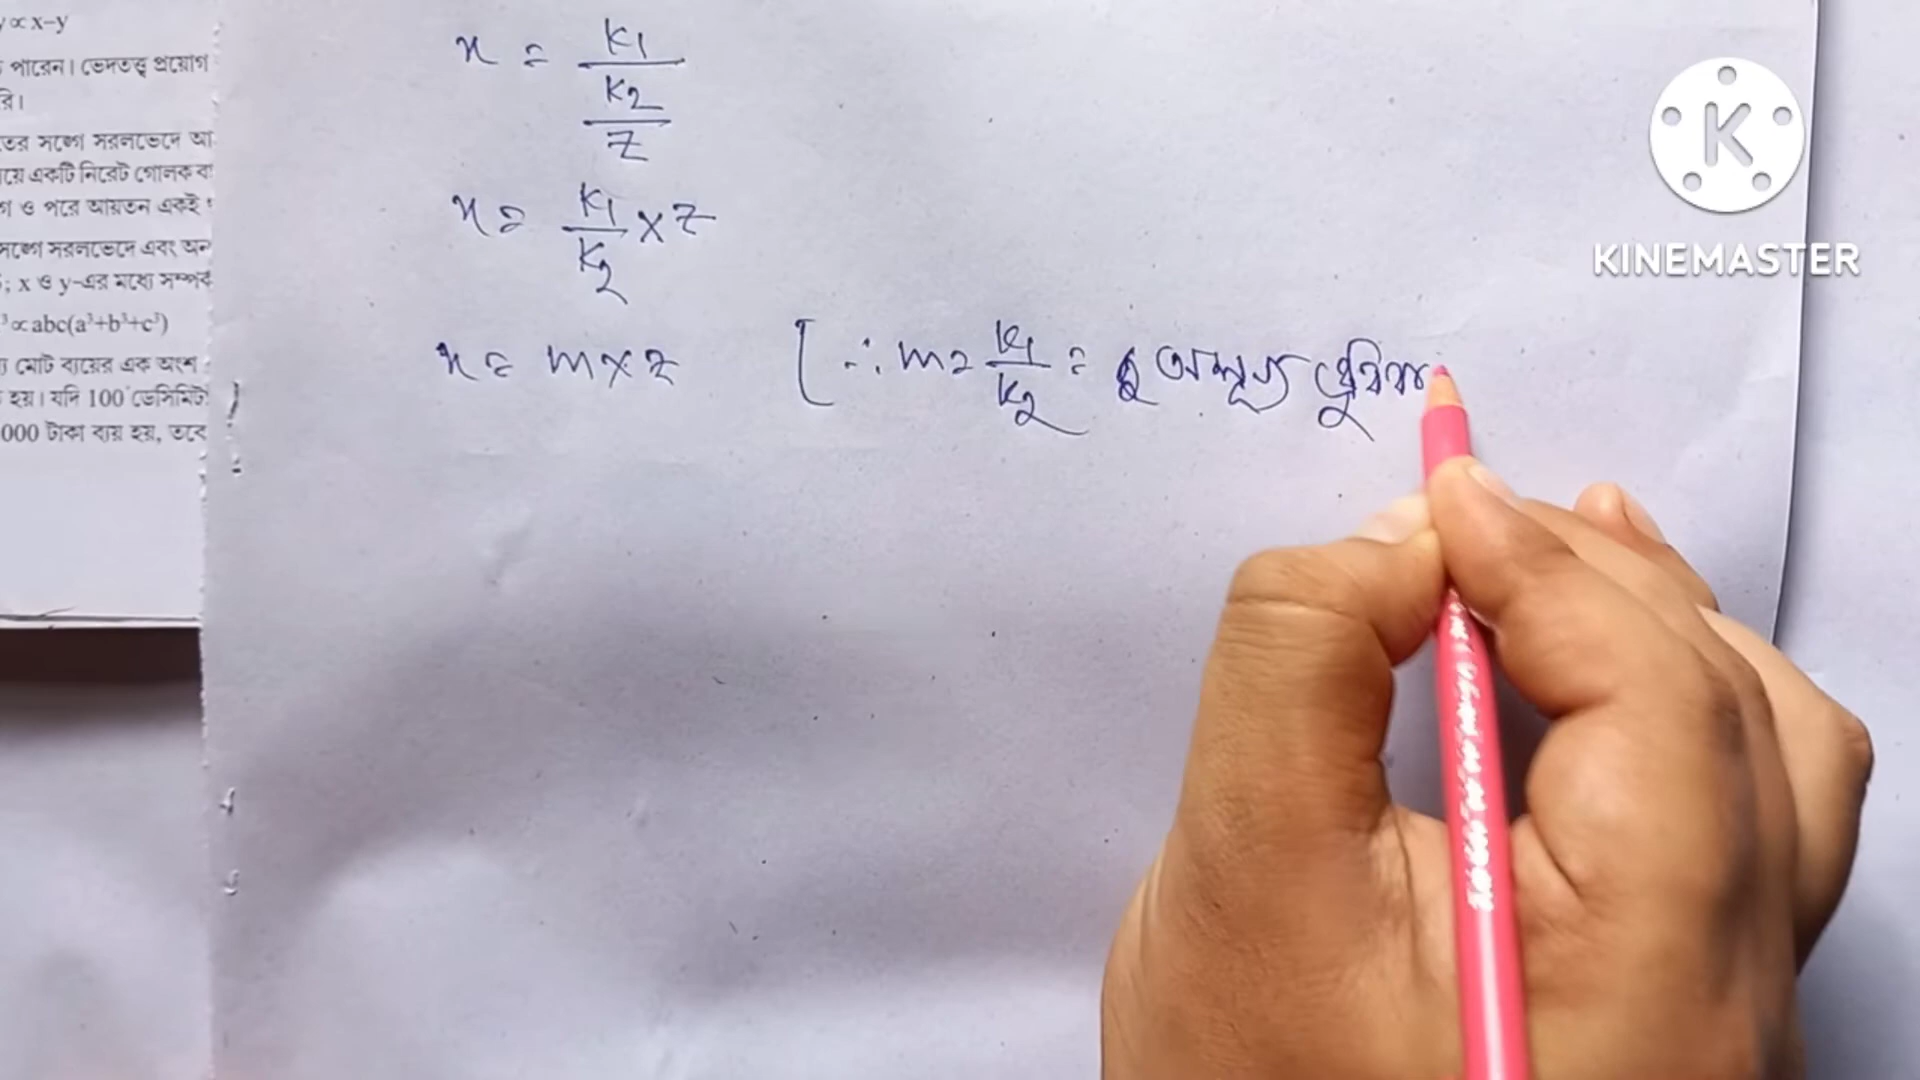 y∝x–y
পারেন। ভেদতত্ত্ব প্রয়োগ
রি।
তের সঙ্গে সরলভেদে আ
য়ে একটি নিরেট গোলক বা
ও পরে আয়তন একই
সঙ্গে সরলভেদে এবং অন
; x ও y-এর মধ্যে সম্পর্ক
³∝abc(a³+b³+c³)
মোট ব্যয়ের এক অংশ
হয়। যদি 100 ডেসিমিটা
000 টাকা ব্যয় হয়, তবে
x = K₁ / (K₂ / z)
x = K₁/K₂ × z
x = m × z [∴ m = K₁/K₂ = অশূন্য ধ্রুবক
K
KINEMASTER